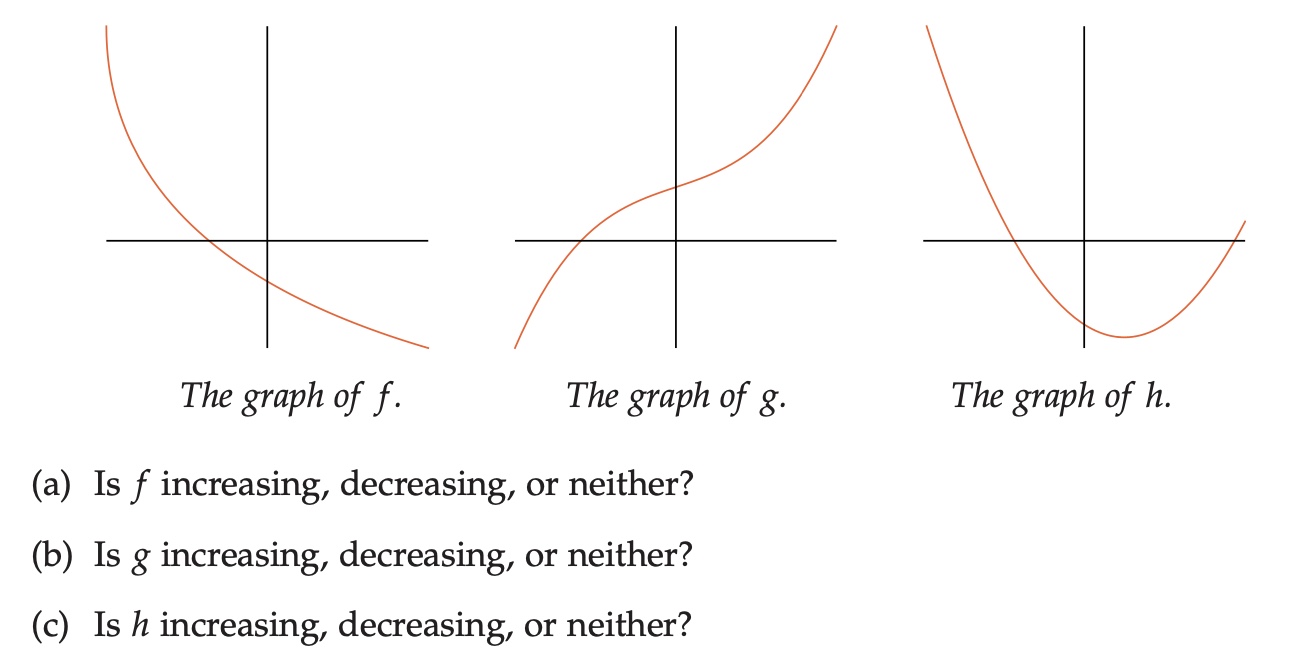 The graph of f. The graph of g. The graph of h.
(a) Is f increasing, decreasing, or neither?
(b) Is g increasing, decreasing, or neither?
(c) Is h increasing, decreasing, or neither?